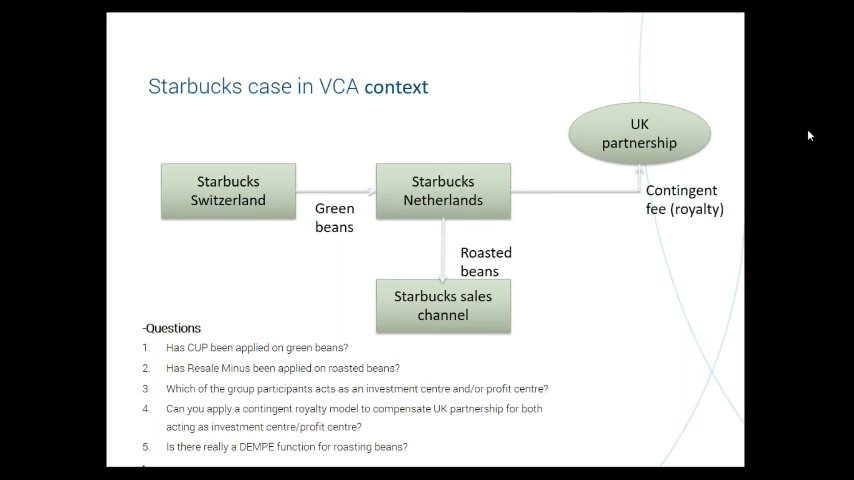 Starbucks case in VCA context
UK
partnership
Starbucks
Switzerland
Starbucks
Netherlands
Contingent
fee (royalty)
Green
beans
Roasted
beans
Starbucks sales
channel
-Questions
1. Has CUP been applied on green beans?
2. Has Resale Minus been applied on roasted beans?
3. Which of the group participants acts as an investment centre and/or profit centre?
4. Can you apply a contingent royalty model to compensate UK partnership for both
acting as investment centre/profit centre?
5. Is there really a DEMPE function for roasting beans?